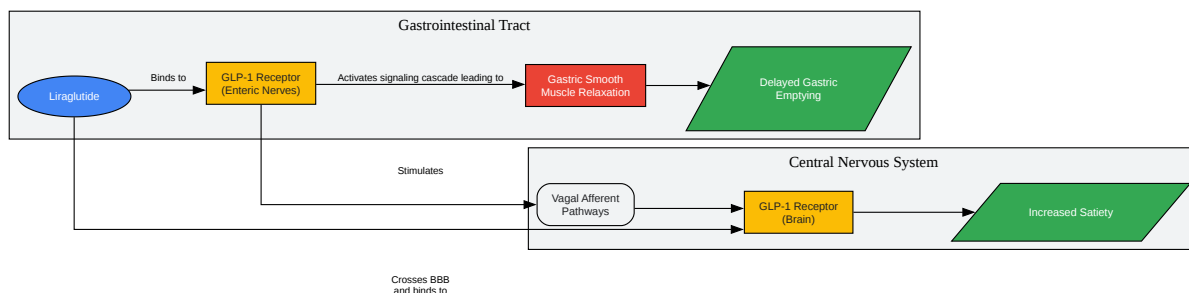 Gastrointestinal Tract
Liraglutide
Binds to
GLP-1 Receptor
(Enteric Nerves)
Activates signaling cascade leading to
Gastric Smooth
Muscle Relaxation
Delayed Gastric
Emptying
Stimulates
Central Nervous System
Vagal Afferent
Pathways
GLP-1 Receptor
(Brain)
Increased Satiety
Crosses BBB
and binds to